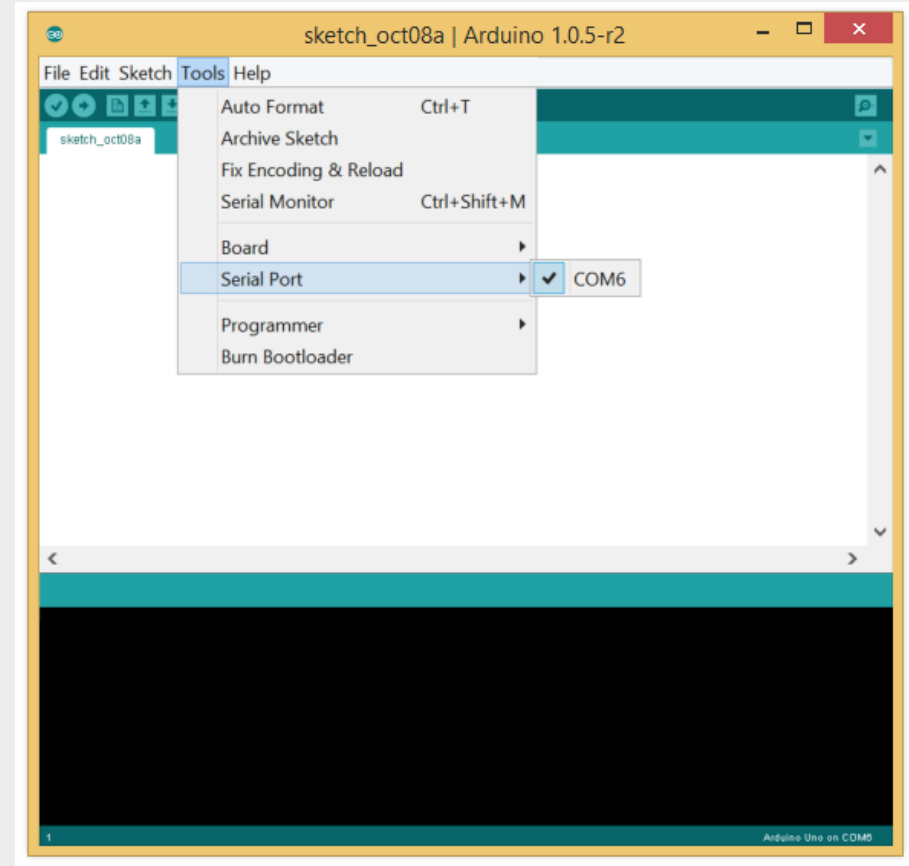 sketch_oct08a | Arduino 1.0.5-r2
File Edit Sketch Tools Help
sketch_oct08a
Auto Format Ctrl+T
Archive Sketch
Fix Encoding & Reload
Serial Monitor Ctrl+Shift+M
Board
Serial Port
COM6
Programmer
Burn Bootloader
1
Arduino Uno on COM6